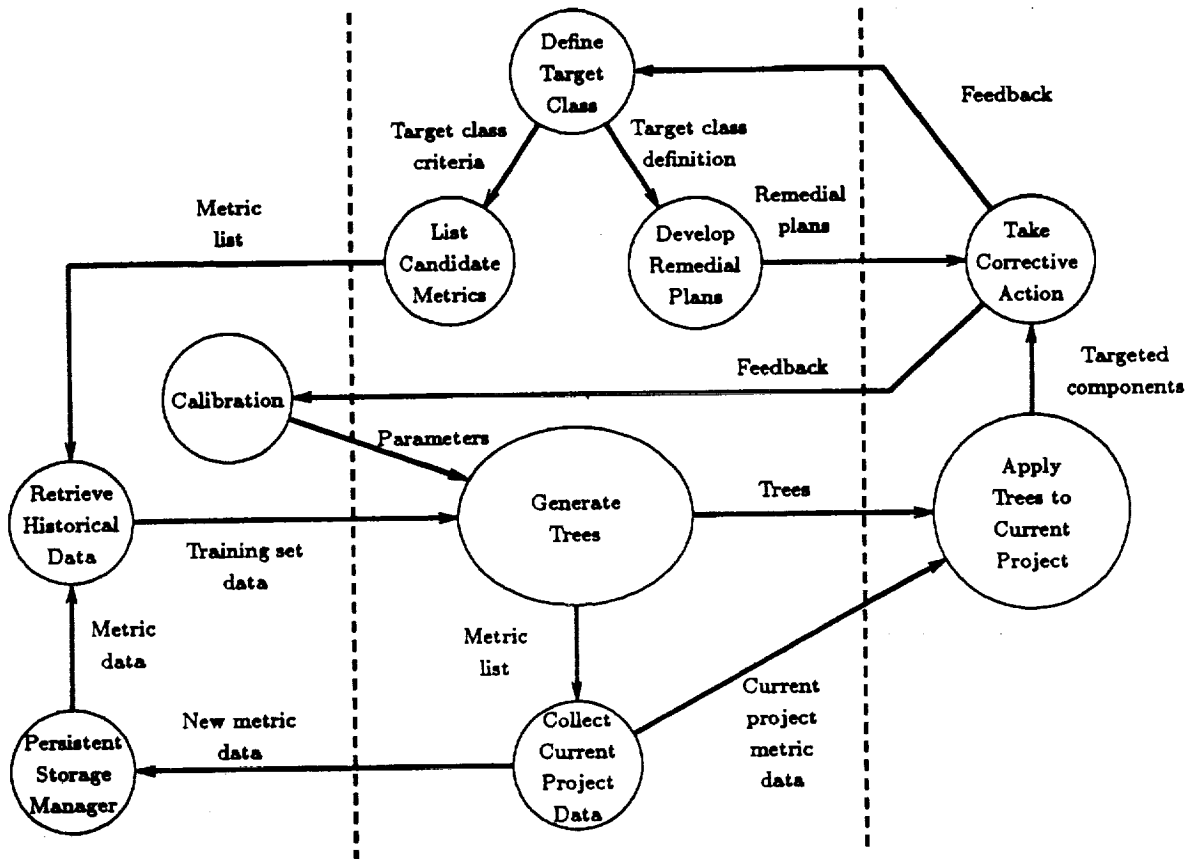 Define
Target
Class
Feedback
Target class
criteria
Target class
definition
Metric
list
List
Candidate
Metrics
Develop
Remedial
Plans
Remedial
plans
Take
Corrective
Action
Calibration
Feedback
Targeted
components
Parameters
Retrieve
Historical
Data
Training set
data
Generate
Trees
Trees
Apply
Trees to
Current
Project
Metric
data
Metric
list
Persistent
Storage
Manager
New metric
data
Collect
Current
Project
Data
Current
project
metric
data